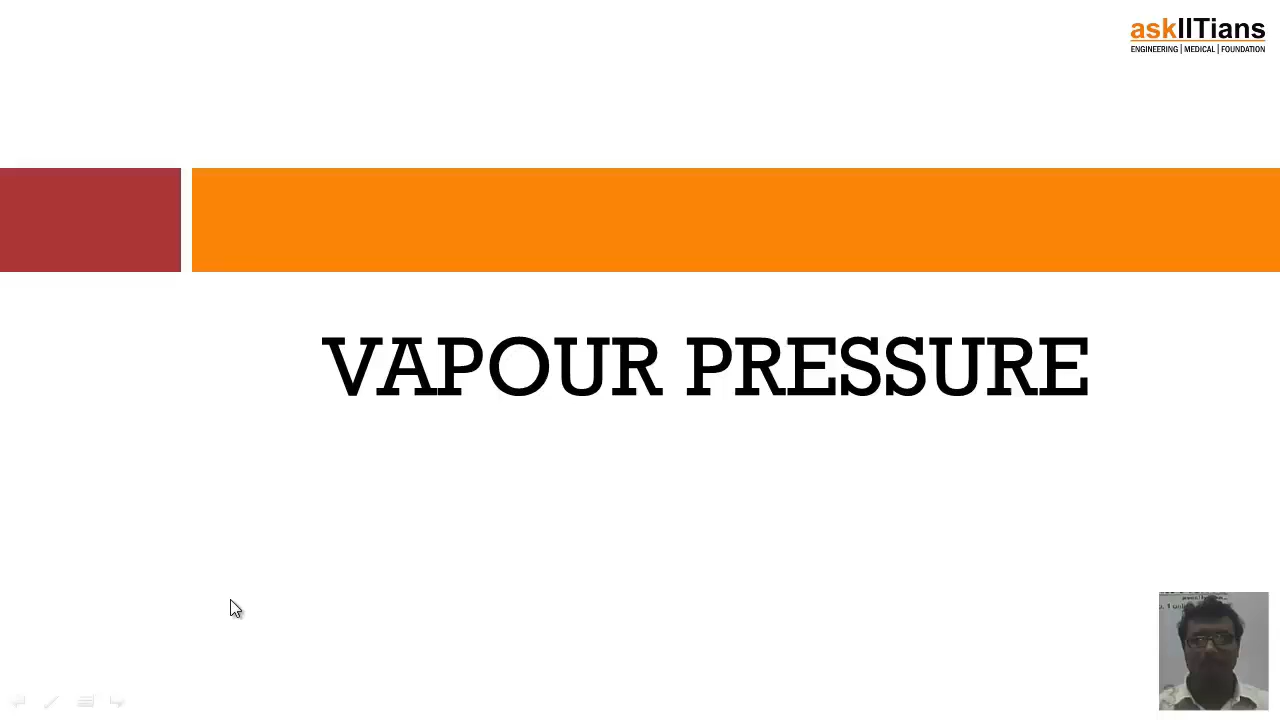 askIITians
ENGINEERING | MEDICAL | FOUNDATION
VAPOUR PRESSURE